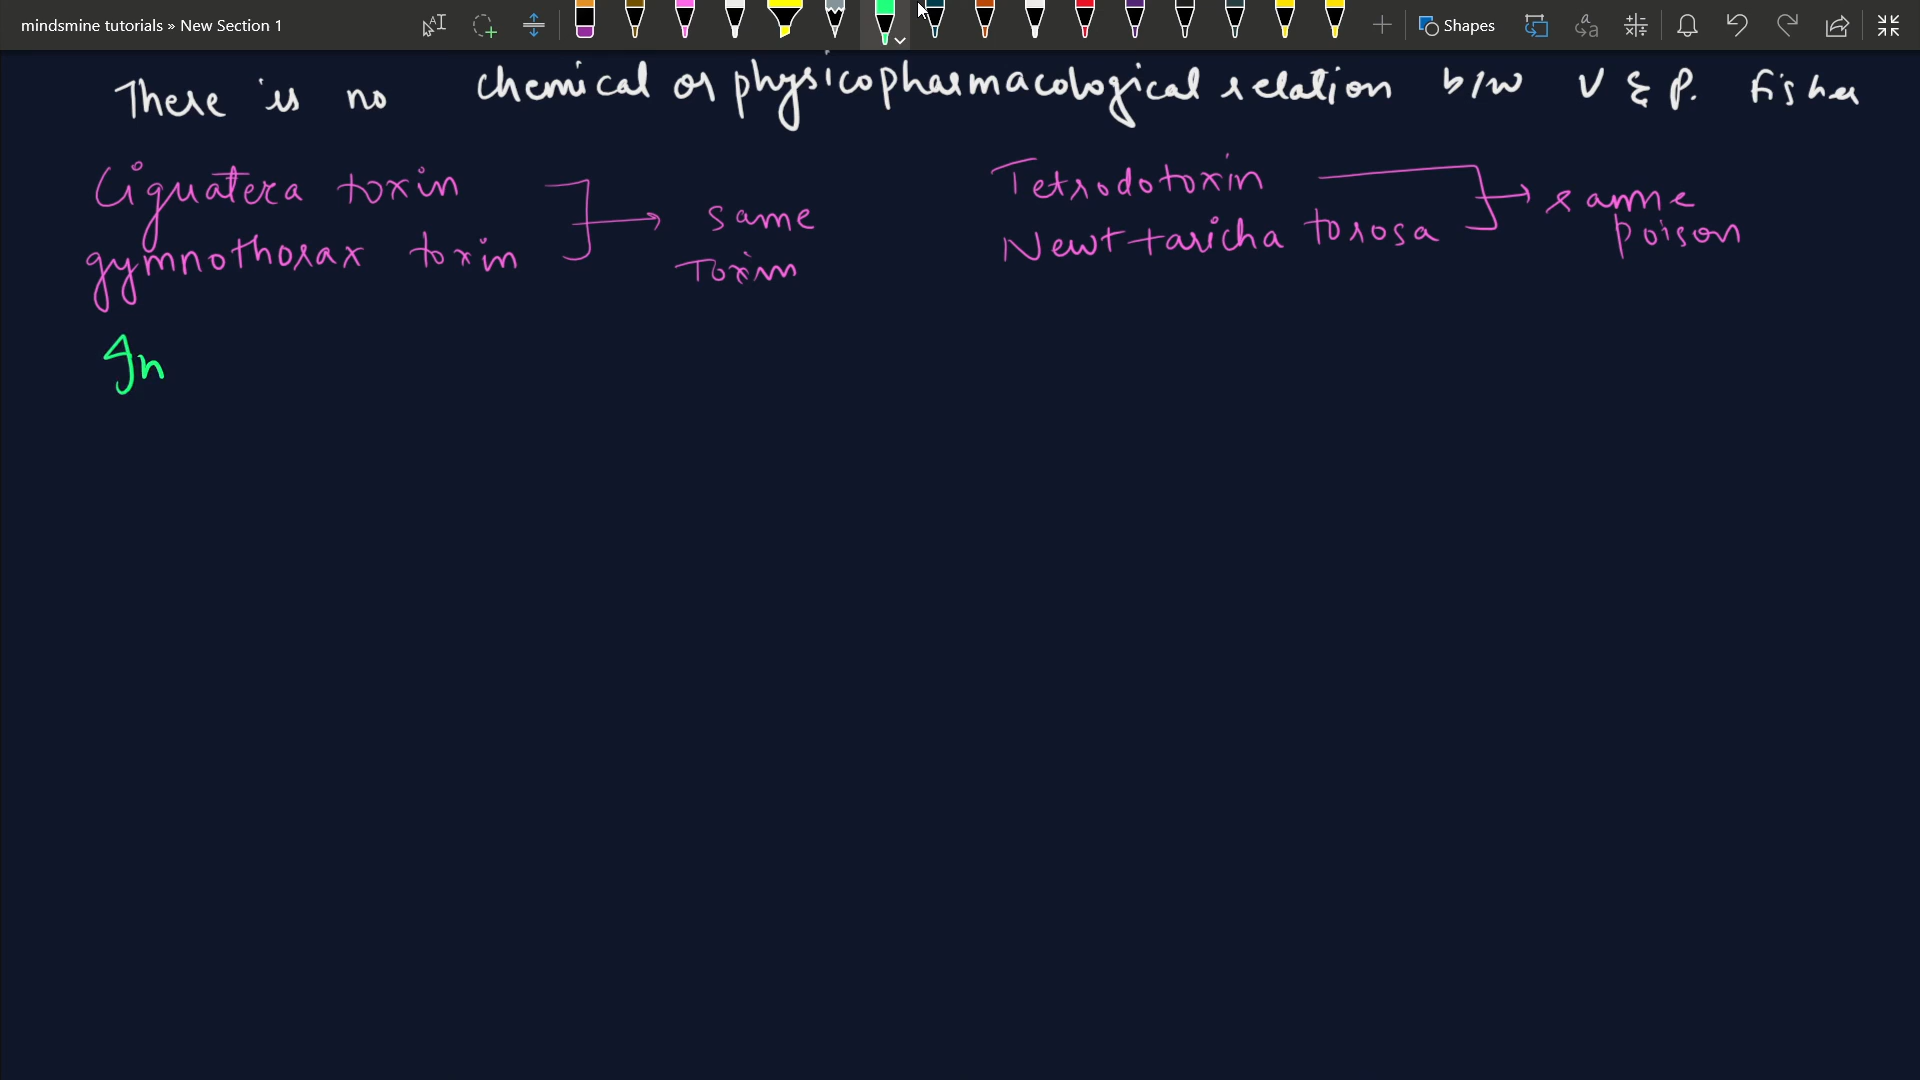 mindsmine tutorials » New Section 1
Shapes
There is no chemical or physicopharmacological relation b/w V & P. fishes
Ciguatera toxin
gymnothorax toxin
same
Toxin
Tetrodotoxin
Newt taricha torosa
same
poison
In